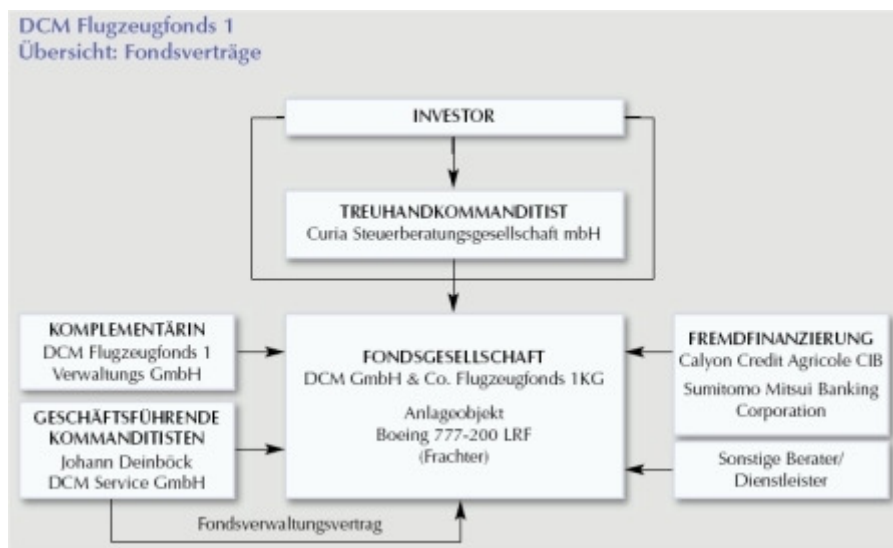 DCM Flugzeugfonds 1
Übersicht: Fondsverträge
INVESTOR
TREUHANDKOMMANDITIST
Curia Steuerberatungsgesellschaft mbH
KOMPLEMENTÄRIN
DCM Flugzeugfonds 1
Verwaltungs GmbH
GESCHÄFTSFÜHRENDE
KOMMANDITISTEN
Johann Deinböck
DCM Service GmbH
FONDSGESELLSCHAFT
DCM GmbH & Co. Flugzeugfonds 1KG
Anlageobjekt
Boeing 777-200 LRF
(Frachter)
FREMDFINANZIERUNG
Calyon Credit Agricole CIB
Sumitomo Mitsui Banking
Corporation
Sonstige Berater/
Dienstleister
Fondsverwaltungsvertrag